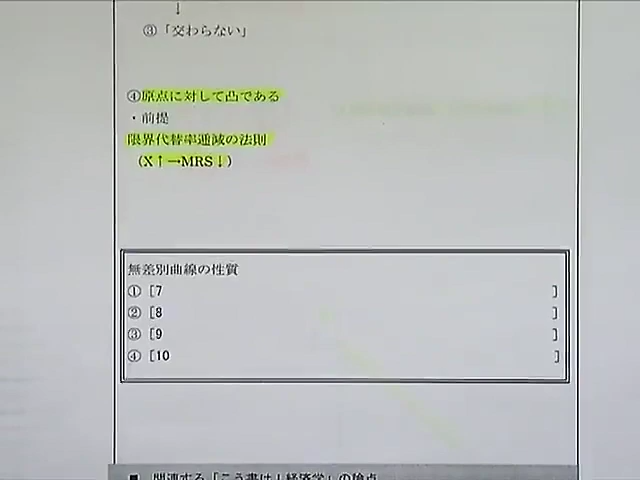 ↓
③「交わらない」
④原点に対して凸である
・前提
限界代替率逓減の法則
(X↑→MRS↓)
無差別曲線の性質
① [7 ]
② [8 ]
③ [9 ]
④ [10 ]
■ 関連する「こう書け！経済学」の論点